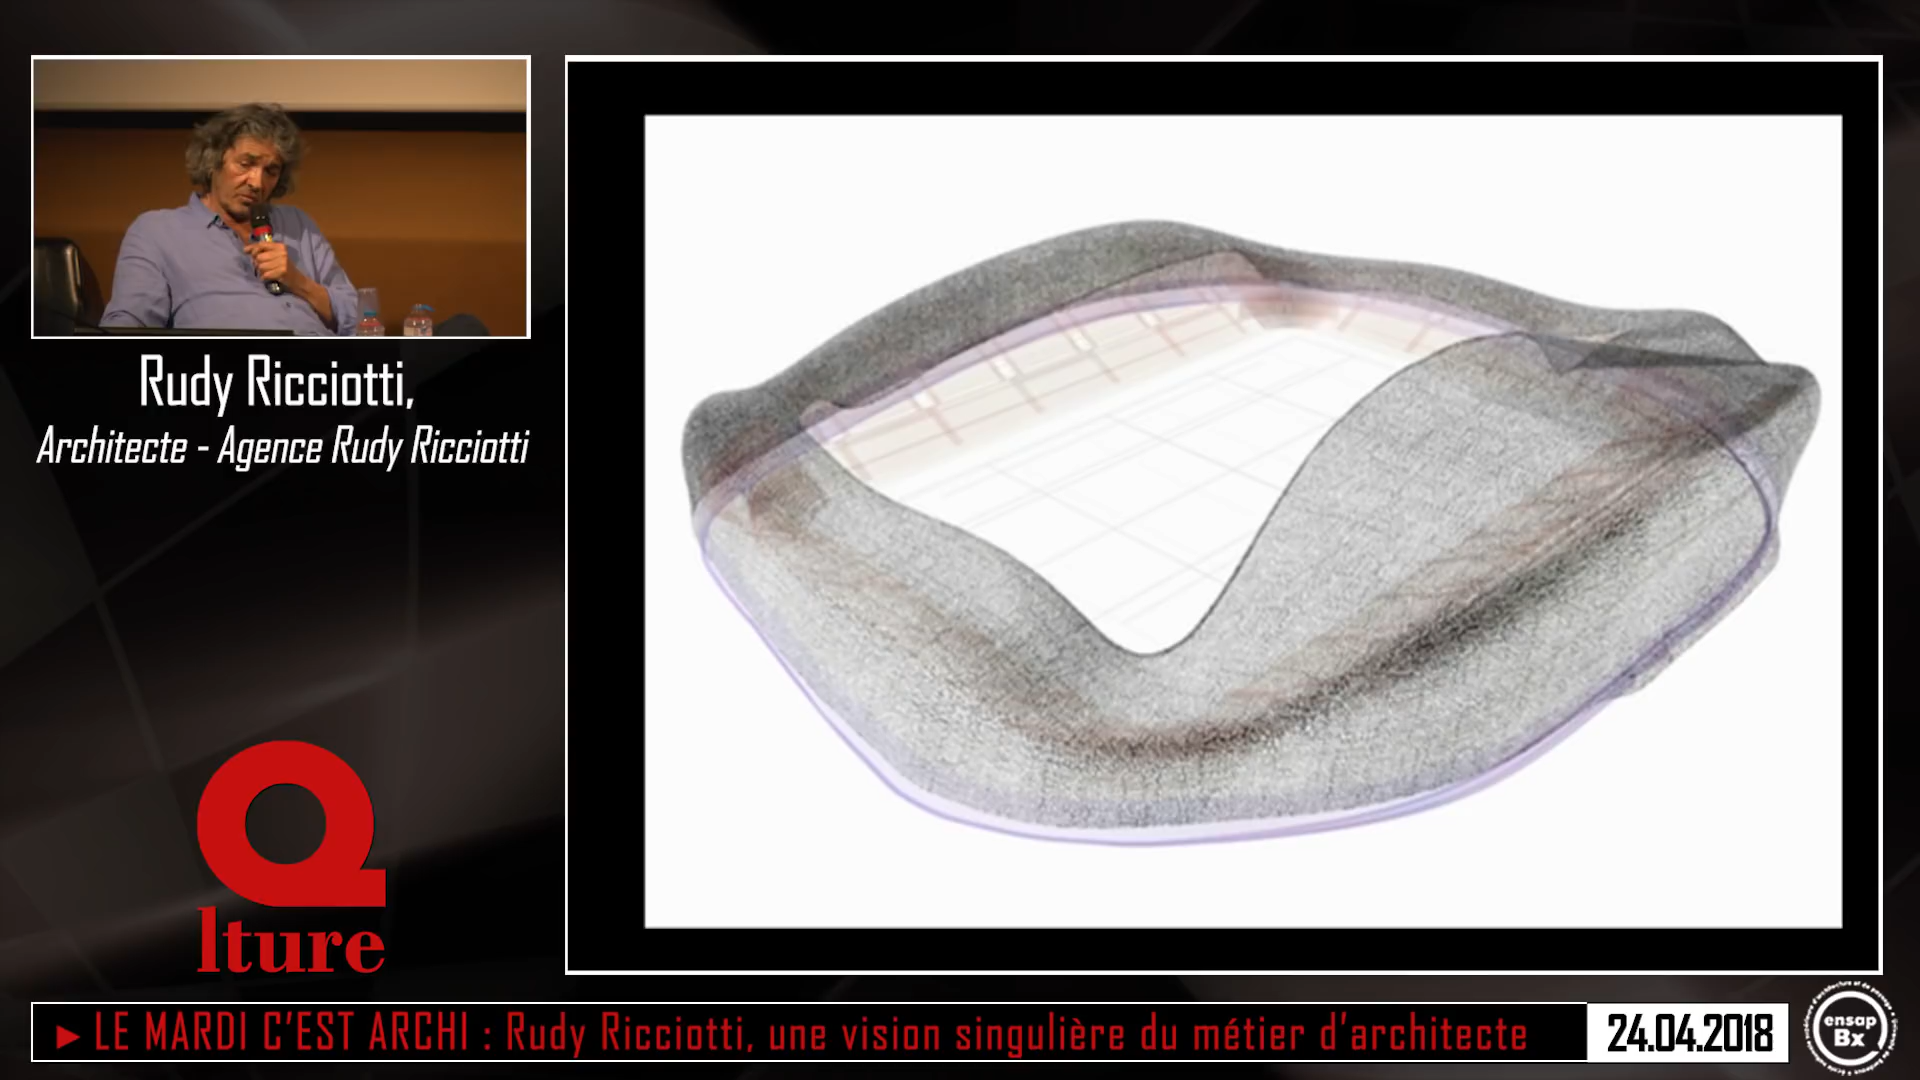 Rudy Ricciotti,
Architecte - Agence Rudy Ricciotti
Q
lture
► LE MARDI C'EST ARCHI : Rudy Ricciotti, une vision singulière du métier d'architecte
24.04.2018
ensap
Bx